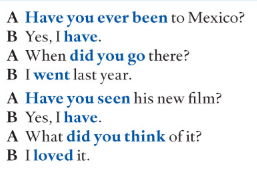 A Have you ever been to Mexico?
B Yes, I have.
A When did you go there?
B I went last year.
A Have you seen his new film?
B Yes, I have.
A What did you think of it?
B I loved it.